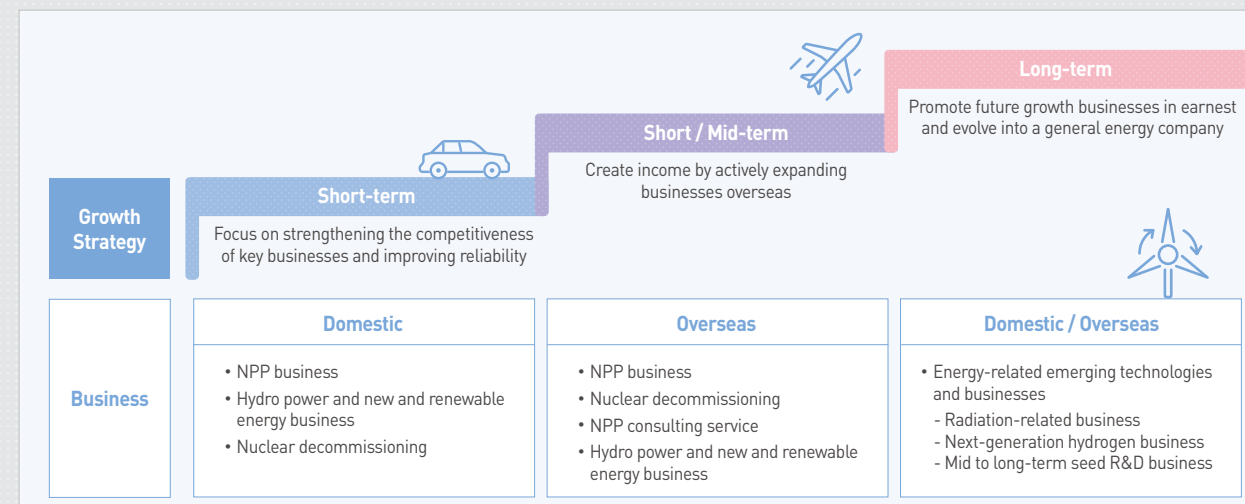 Long-term
Promote future growth businesses in earnest
and evolve into a general energy company
Short / Mid-term
Create income by actively expanding
businesses overseas
Short-term
Focus on strengthening the competitiveness
of key businesses and improving reliability
Growth
Strategy
Business
Domestic
• NPP business
• Hydro power and new and renewable
energy business
• Nuclear decommissioning
Overseas
• NPP business
• Nuclear decommissioning
• NPP consulting service
• Hydro power and new and renewable
energy business
Domestic / Overseas
• Energy-related emerging technologies
and businesses
- Radiation-related business
- Next-generation hydrogen business
- Mid to long-term seed R&D business